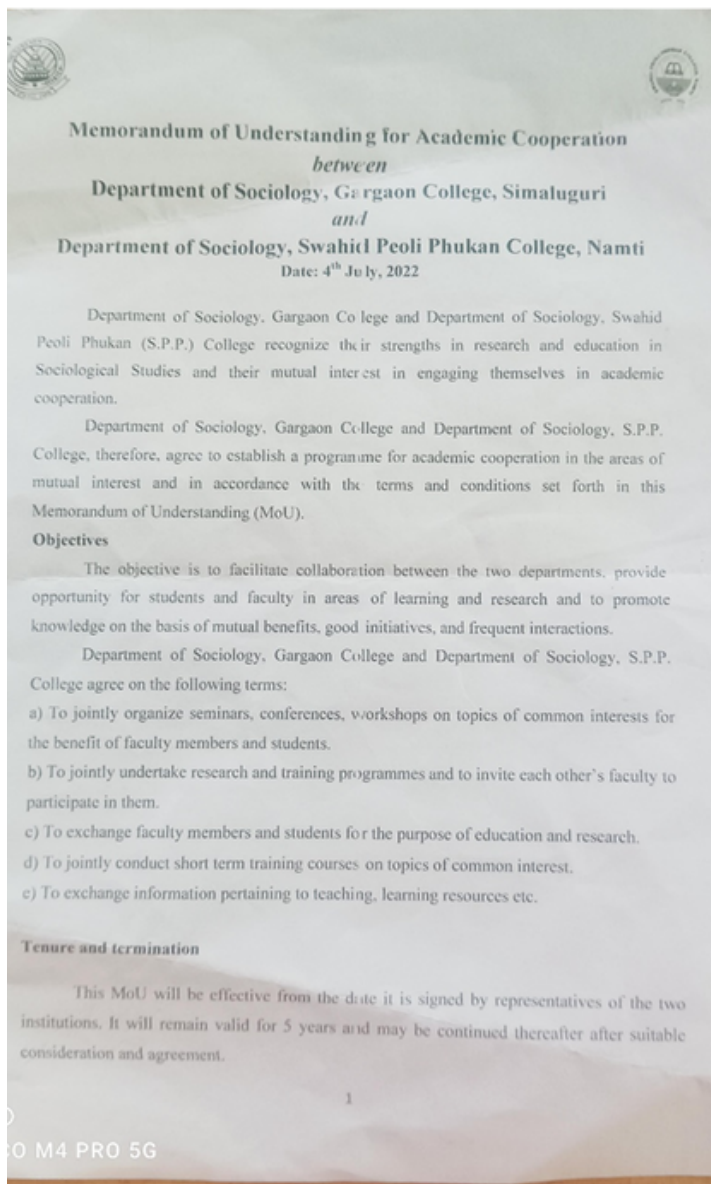 Memorandum of Understanding for Academic Cooperation
between
Department of Sociology, Gargaon College, Simaluguri
and
Department of Sociology, Swahid Peoli Phukan College, Namti
Date: 4th July, 2022
Department of Sociology, Gargaon College and Department of Sociology, Swahid
Peoli Phukan (S.P.P.) College recognize their strengths in research and education in
Sociological Studies and their mutual interest in engaging themselves in academic
cooperation.
Department of Sociology, Gargaon College and Department of Sociology, S.P.P.
College, therefore, agree to establish a programme for academic cooperation in the areas of
mutual interest and in accordance with the terms and conditions set forth in this
Memorandum of Understanding (MoU).
Objectives
The objective is to facilitate collaboration between the two departments, provide
opportunity for students and faculty in areas of learning and research and to promote
knowledge on the basis of mutual benefits, good initiatives, and frequent interactions.
Department of Sociology, Gargaon College and Department of Sociology, S.P.P.
College agree on the following terms:
a) To jointly organize seminars, conferences, workshops on topics of common interests for
the benefit of faculty members and students.
b) To jointly undertake research and training programmes and to invite each other's faculty to
participate in them.
c) To exchange faculty members and students for the purpose of education and research.
d) To jointly conduct short term training courses on topics of common interest.
e) To exchange information pertaining to teaching, learning resources etc.
Tenure and termination
This MoU will be effective from the date it is signed by representatives of the two
institutions. It will remain valid for 5 years and may be continued thereafter after suitable
consideration and agreement.
1
CO M4 PRO 5G